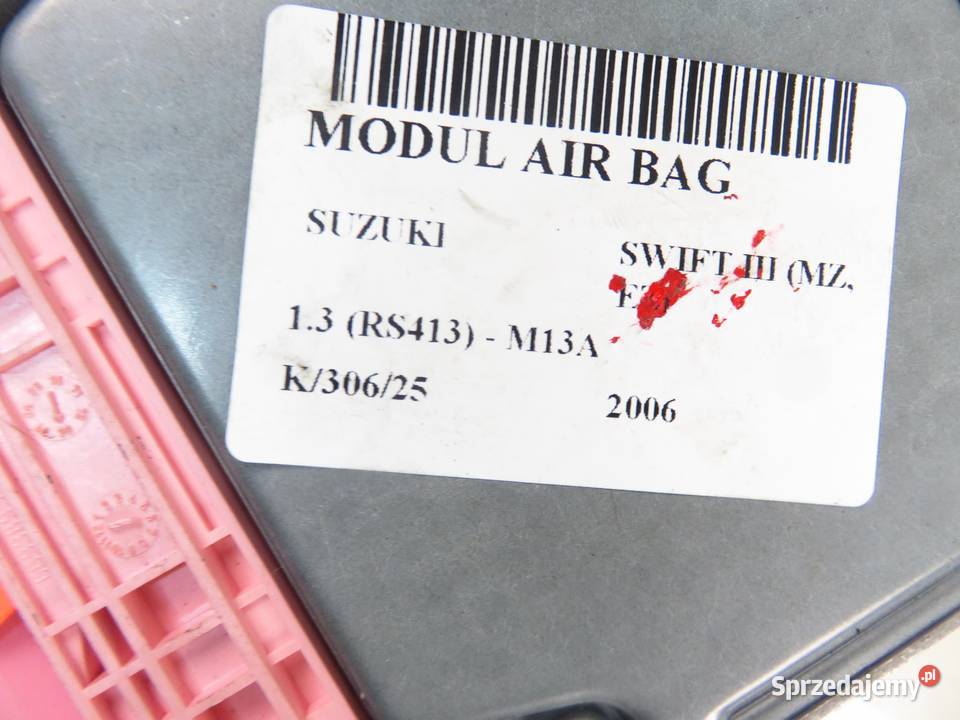 MODUL AIR BAG
SUZUKI
SWIFT III (MZ,
1.3 (RS413) - M13A
K/306/25
2006
Sprzedajemy.pl